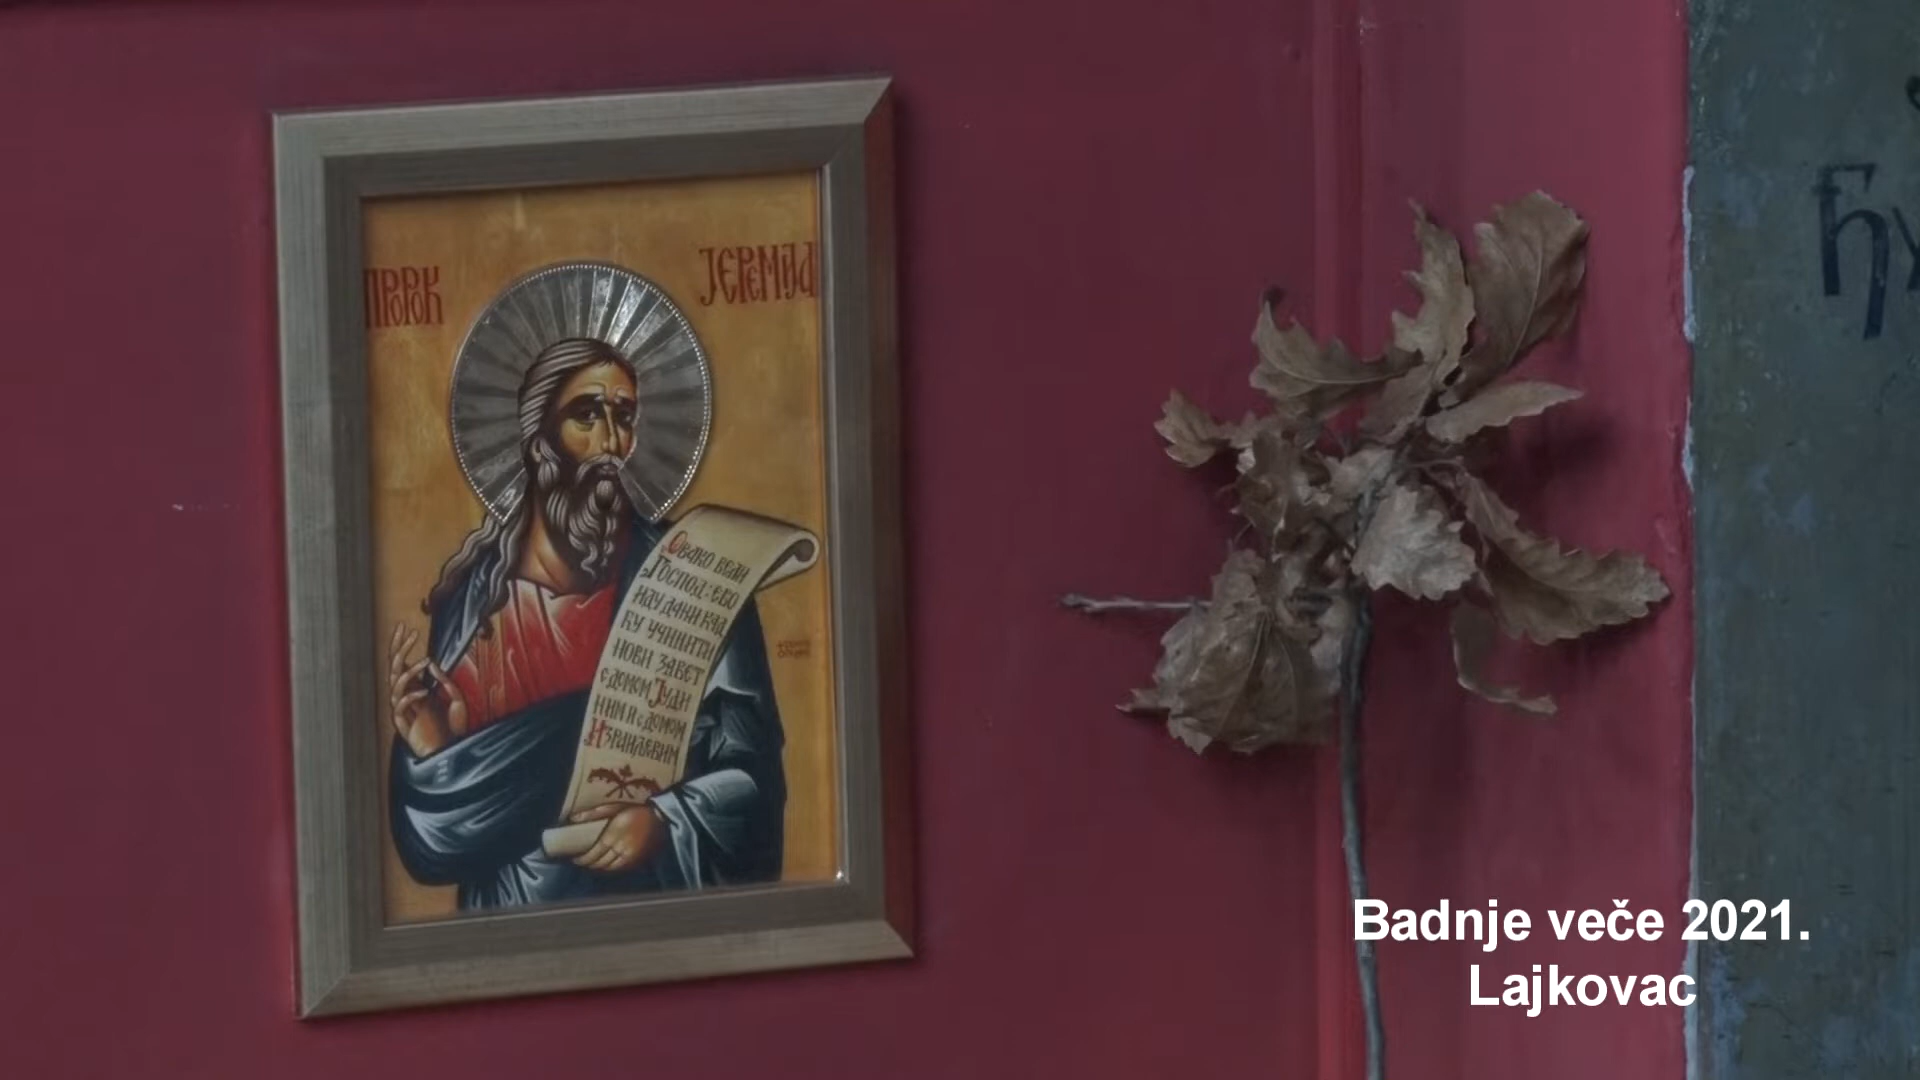 ПРОРОК
ЈЕРЕМИЈА
Овако вели
Господ: ево
иду дани кад
ћу учинити
нови завет
с домом Јуди
ним и с домом
Израиљевим
Badnje veče 2021.
Lajkovac